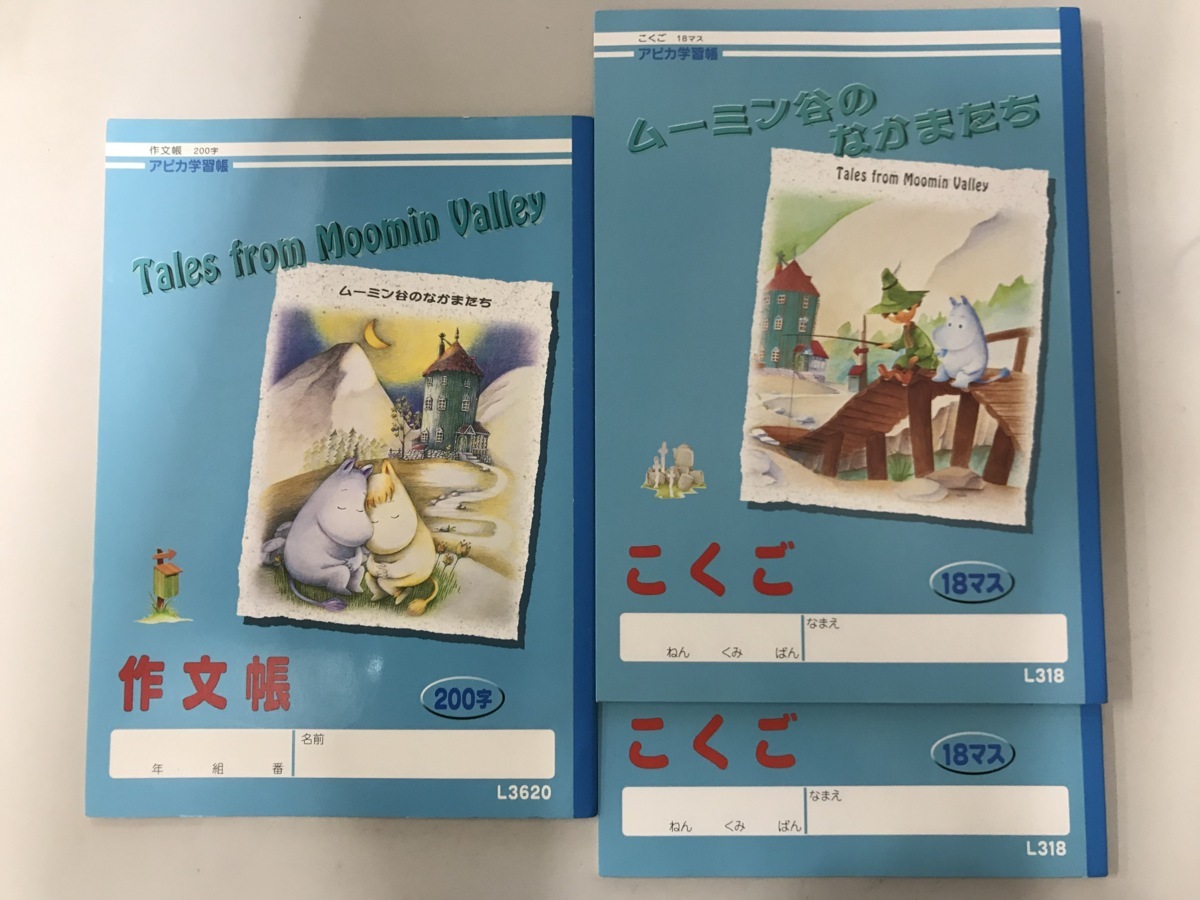 作文帳 200字
アピカ学習帳
Tales from Moomin Valley
ムーミン谷のなかまたち
作文帳
200字
年 組 番
名前
L3620
こくご 18マス
アピカ学習帳
ムーミン谷の
なかまたち
Tales from Moomin Valley
こくご
18マス
ねん くみ ばん
なまえ
L318
こくご
18マス
ねん くみ ばん
なまえ
L318